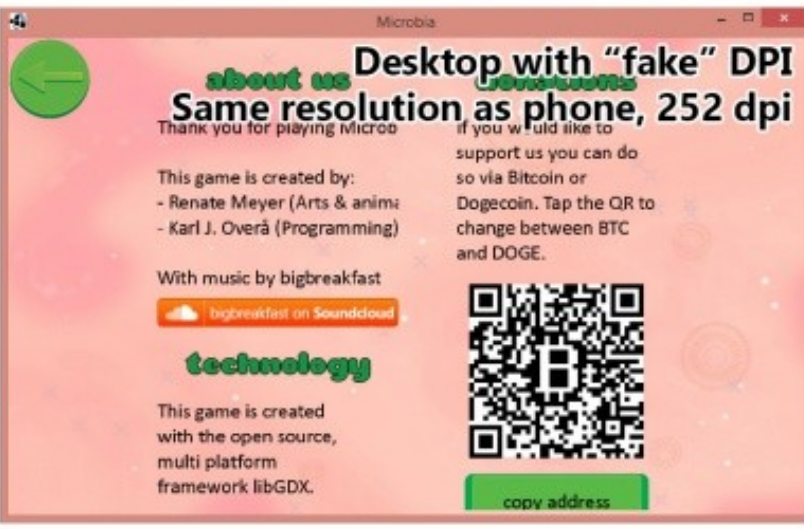 Microbia
Desktop with “fake” DPI
Same resolution as phone, 252 dpi
about us
Thank you for playing Microb
This game is created by:
- Renate Meyer (Arts & anima
- Karl J. Overå (Programming)
With music by bigbreakfast
bigbreakfast on Soundcloud
technology
This game is created
with the open source,
multi platform
framework libGDX.
donations
If you would like to
support us you can do
so via Bitcoin or
Dogecoin. Tap the QR to
change between BTC
and DOGE.
copy address